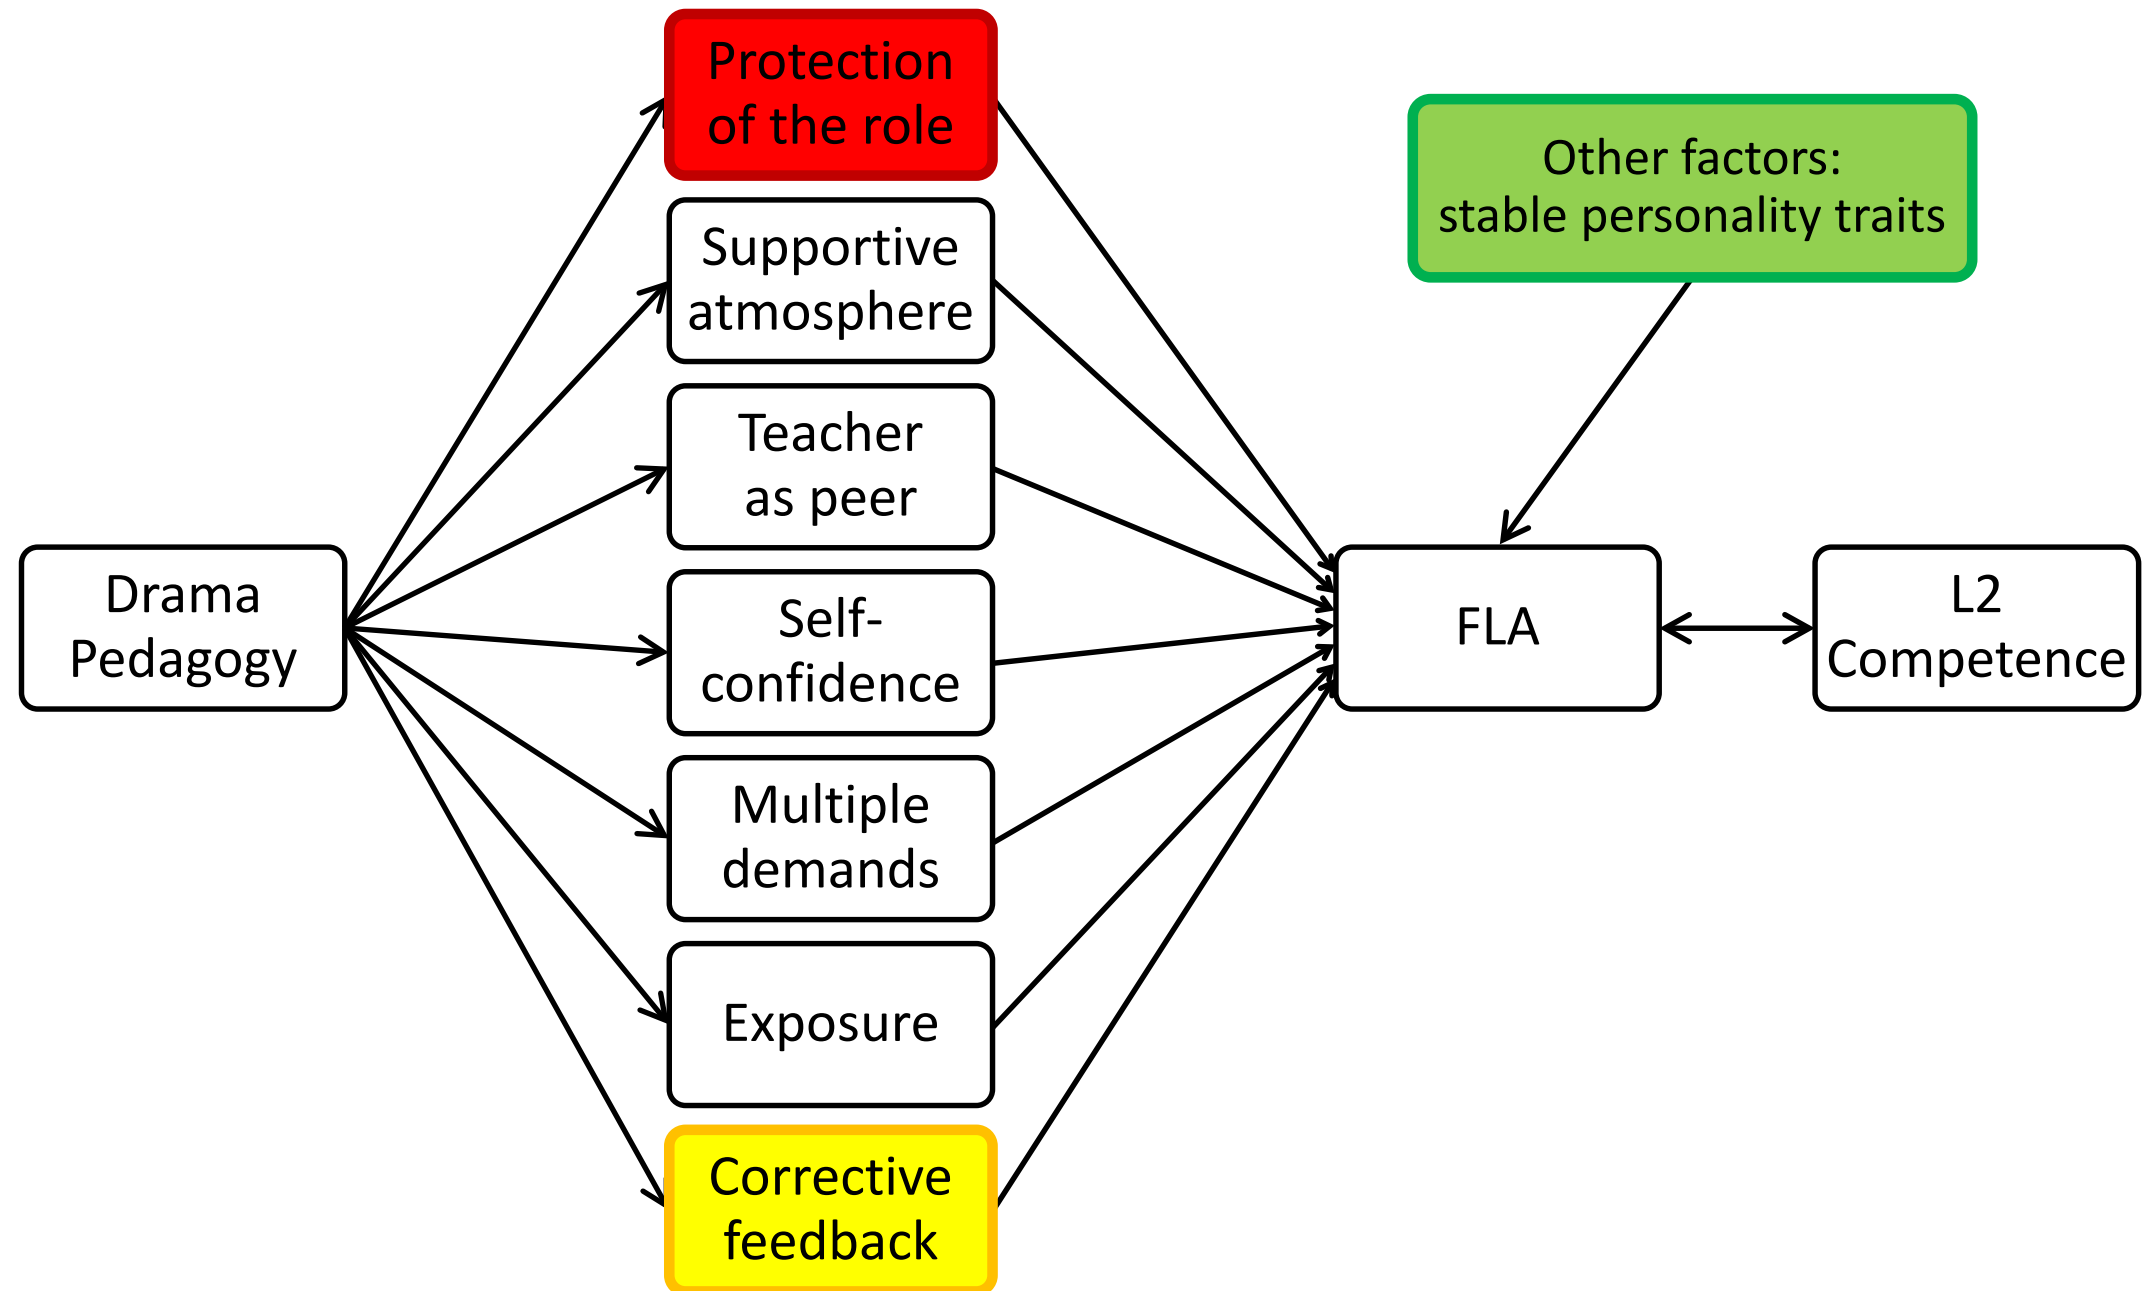 Drama
Pedagogy
Protection
of the role
Supportive
atmosphere
Teacher
as peer
Self-
confidence
Multiple
demands
Exposure
Corrective
feedback
Other factors:
stable personality traits
FLA
L2
Competence